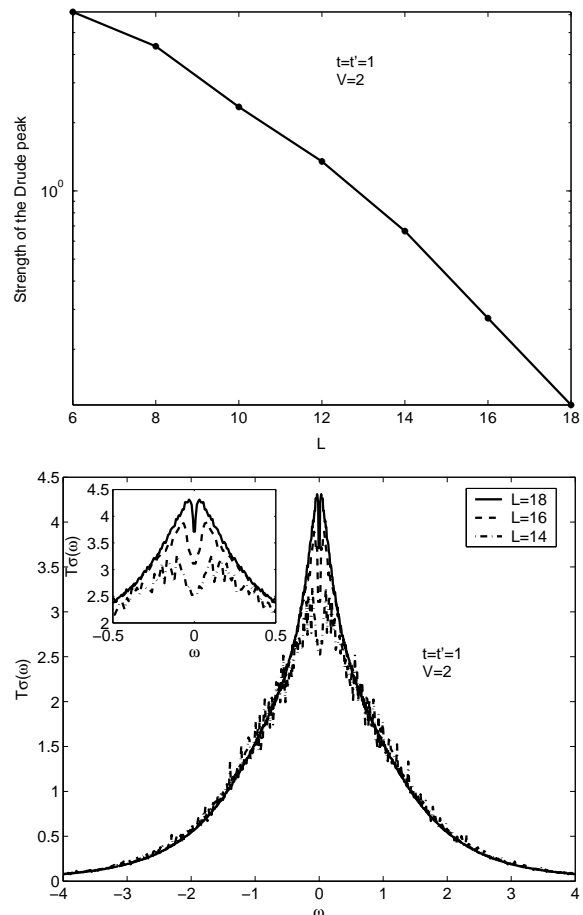 t=t'=1
V=2
Strength of the Drude peak
10^0
6 8 10 12 14 16 18
L
4.5
4
3.5
3
2.5
2
1.5
1
0.5
0
Tσ(ω)
4.5
4
3.5
3
2.5
2
Tσ(ω)
−0.5 0 0.5
ω
L=18
L=16
L=14
t=t'=1
V=2
−4 −3 −2 −1 0 1 2 3 4
ω